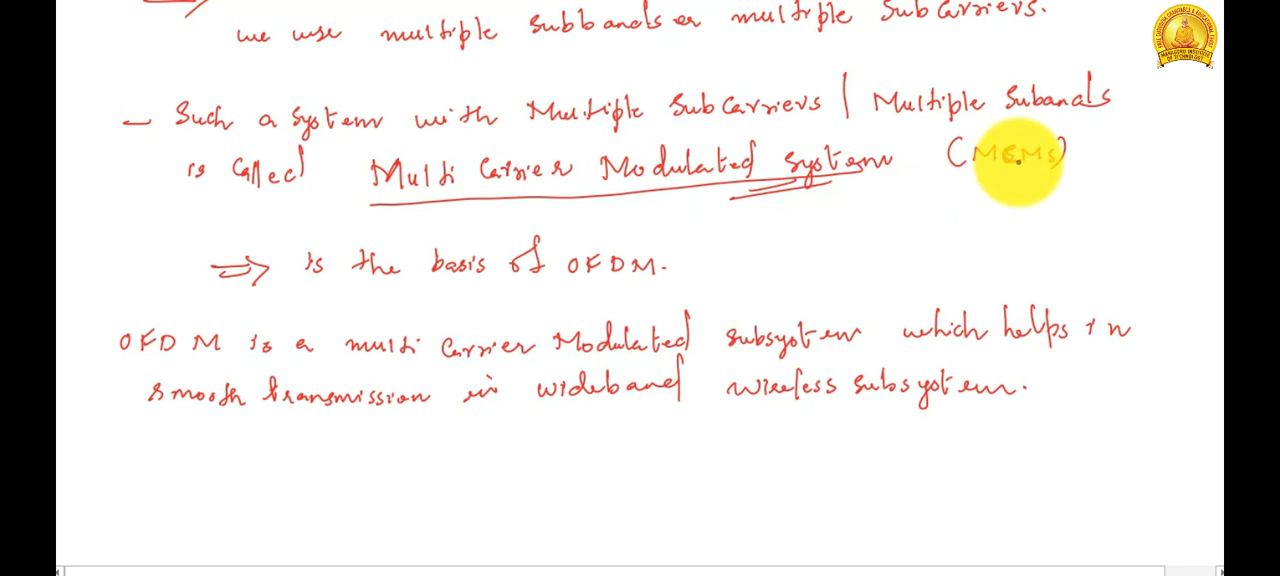 we use multiple subbands or multiple subcarriers.
- Such a system with Multiple Subcarriers | Multiple Subands
is called Multi Carrier Modulated system (MCMS)
⇒ is the basis of OFDM.
OFDM is a multi carrier Modulated subsystem which helps in
smooth transmission in wideband wireless subsystem.